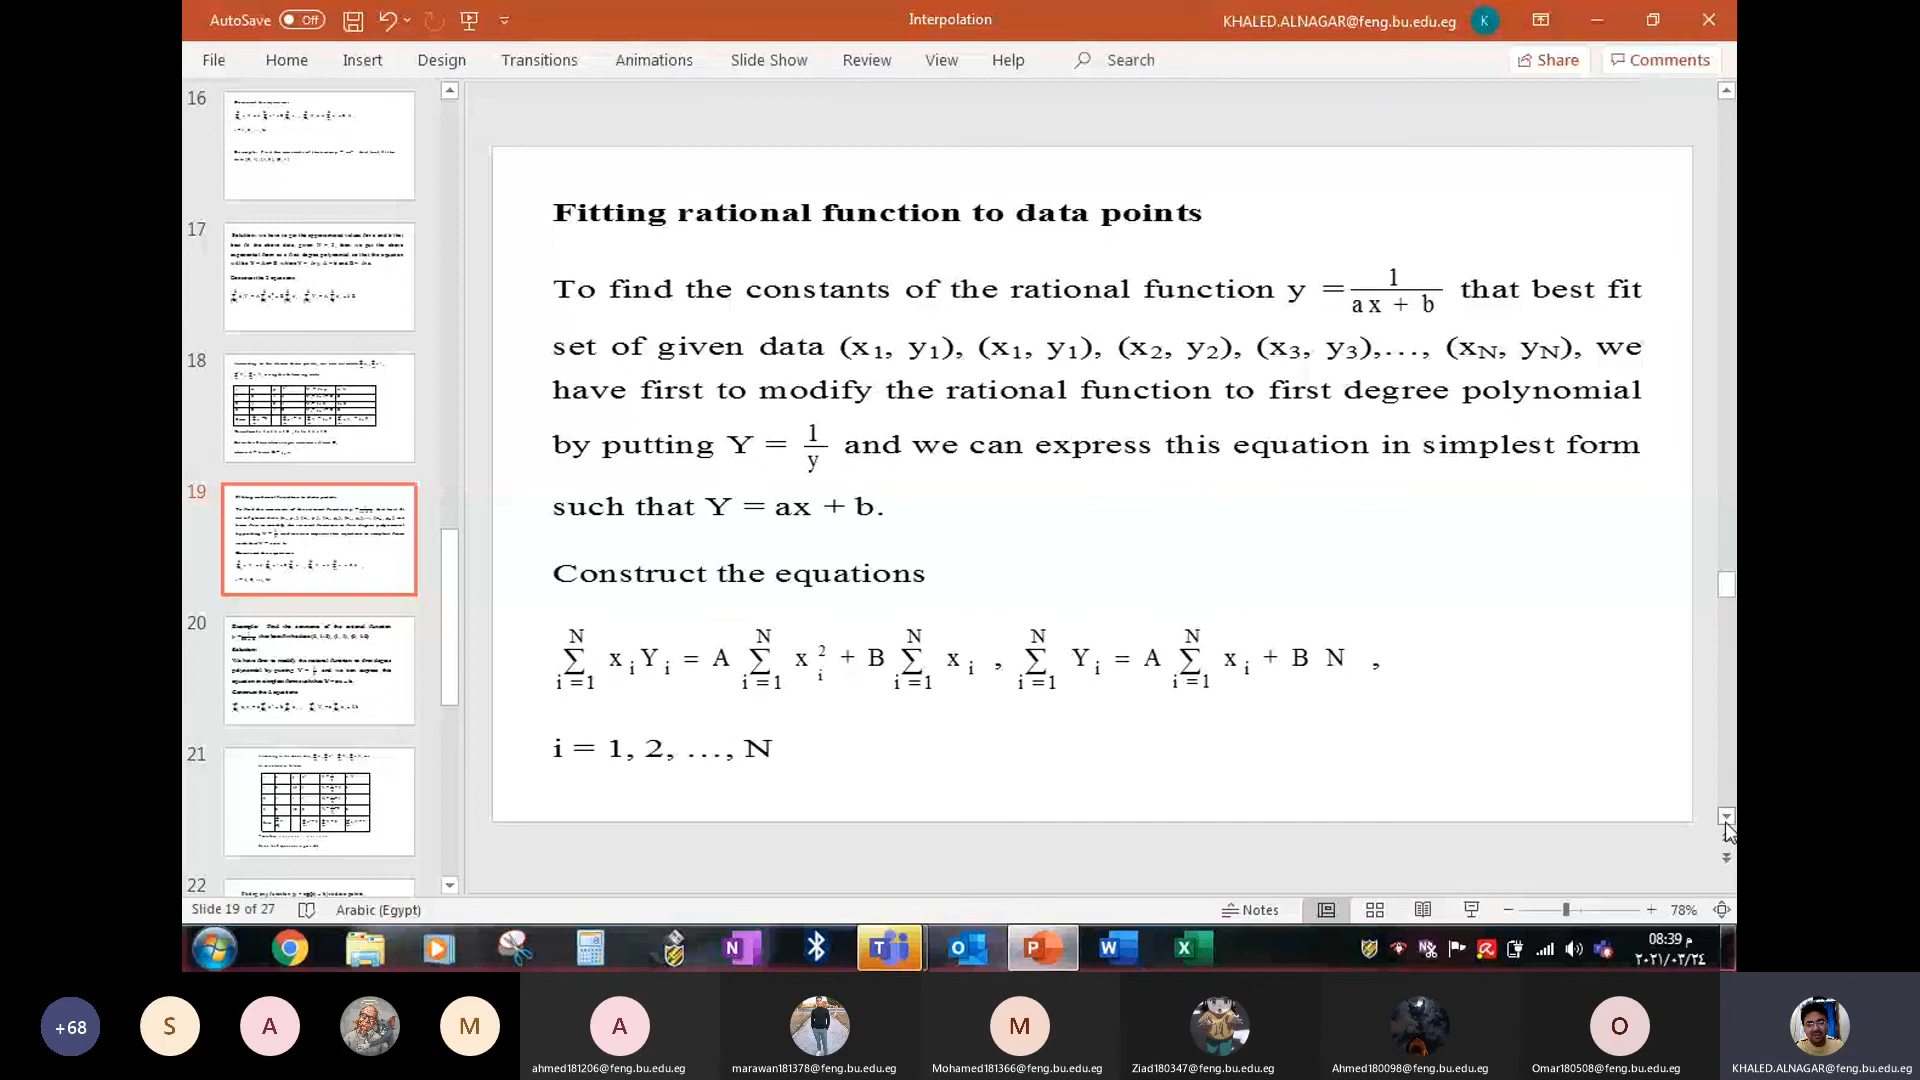 AutoSave Off
Interpolation
KHALED.ALNAGAR@feng.bu.edu.eg K
File Home Insert Design Transitions Animations Slide Show Review View Help Search
Share Comments
16
17
18
19
20
21
22
Fitting rational function to data points
To find the constants of the rational function y = 1/(ax + b) that best fit
set of given data (x₁, y₁), (x₁, y₁), (x₂, y₂), (x₃, y₃),…, (x_N, y_N), we
have first to modify the rational function to first degree polynomial
by putting Y = 1/y and we can express this equation in simplest form
such that Y = ax + b.
Construct the equations
∑_{i=1}^{N} x_i Y_i = A ∑_{i=1}^{N} x_i^2 + B ∑_{i=1}^{N} x_i , ∑_{i=1}^{N} Y_i = A ∑_{i=1}^{N} x_i + B N ,
i = 1, 2, …, N
Slide 19 of 27 Arabic (Egypt) Notes 78%
08:39 م
٢٠٢١/٠٣/٢٤
+68 S A M A M O
ahmed181206@feng.bu.edu.eg
marawan181378@feng.bu.edu.eg
Mohamed181366@feng.bu.edu.eg
Ziad180347@feng.bu.edu.eg
Ahmed180098@feng.bu.edu.eg
Omar180508@feng.bu.edu.eg
KHALED.ALNAGAR@feng.bu.edu.eg